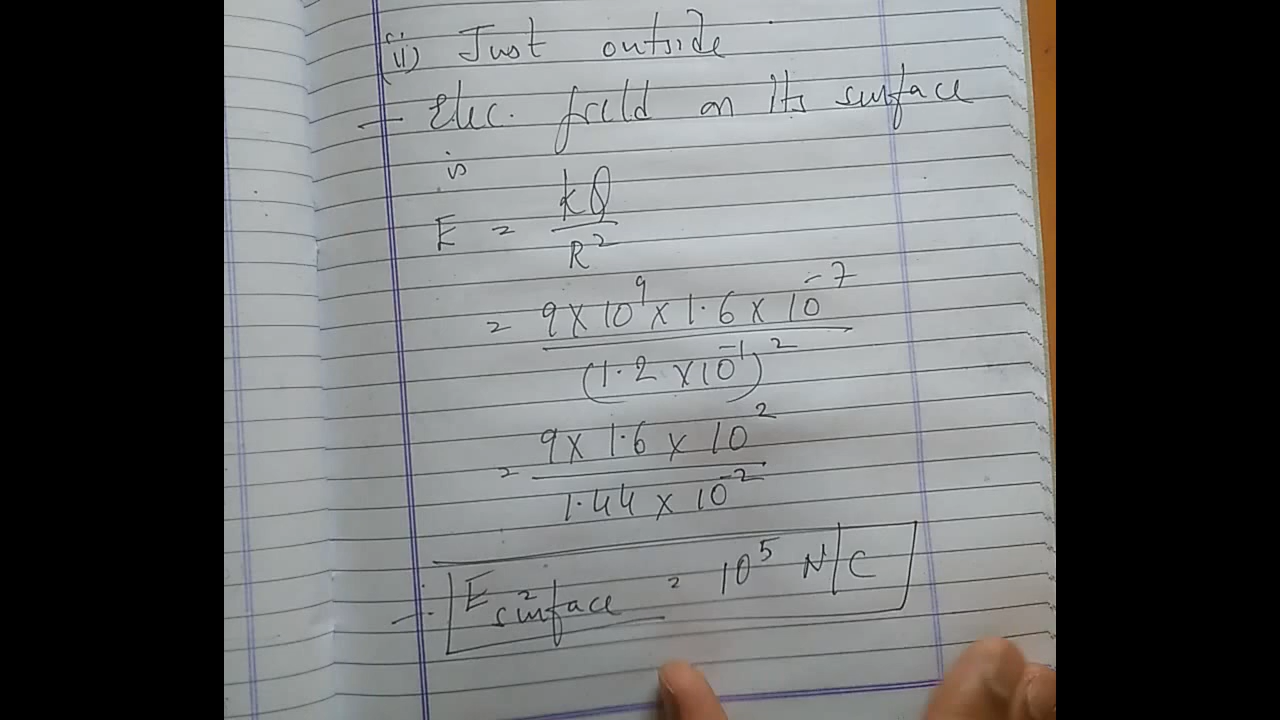 (ii) Just outside
Elec. field on its surface
is
E = kQ
R²
= 9 × 10⁹ × 1.6 × 10⁻⁷
(1.2 × 10⁻¹)²
= 9 × 1.6 × 10²
1.44 × 10⁻²
∴ E surface = 10⁵ N/C